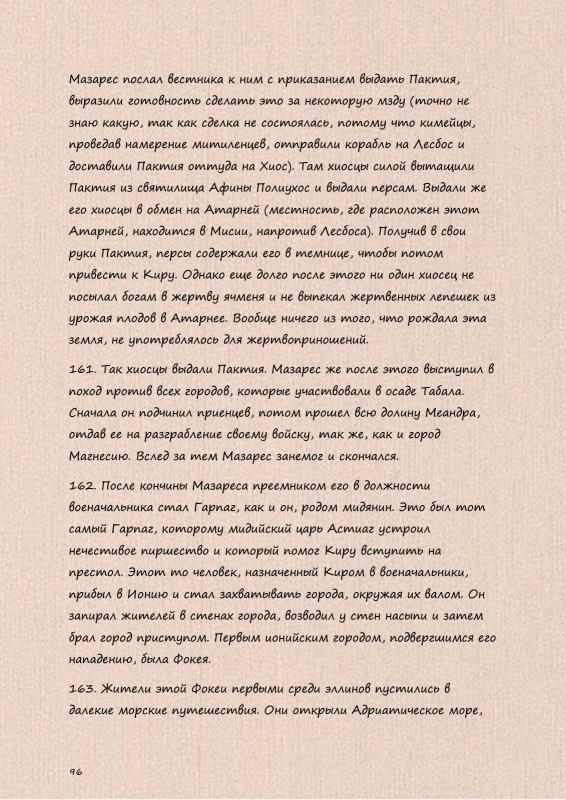 Мазарес послал вестника к ним с приказанием выдать Пактия,
выразили готовность сделать это за некоторую мзду (точно не
знаю какую, так как сделка не состоялась, потому что кимейцы,
проведав намерение митиленцев, отправили корабль на Лесбос и
доставили Пактия оттуда на Хиос). Там хиосцы силой вытащили
Пактия из святилища Афины Полиухос и выдали персам. Выдали же
его хиосцы в обмен на Атарней (местность, где расположен этот
Атарней, находится в Мисии, напротив Лесбоса). Получив в свои
руки Пактия, персы содержали его в темнице, чтобы потом
привести к Киру. Однако еще долго после этого ни один хиосец не
посылал богам в жертву ячменя и не выпекал жертвенных лепешек из
урожая плодов в Атарнее. Вообще ничего из того, что рождала эта
земля, не употреблялось для жертвоприношений.
161. Так хиосцы выдали Пактия. Мазарес же после этого выступил в
поход против всех городов, которые участвовали в осаде Табала.
Сначала он подчинил приенцев, потом прошел всю долину Меандра,
отдав ее на разграбление своему войску, так же, как и город
Магнесию. Вслед за тем Мазарес занемог и скончался.
162. После кончины Мазареса преемником его в должности
военачальника стал Гарпаг, как и он, родом мидянин. Это был тот
самый Гарпаг, которому мидийский царь Астиаг устроил
нечестивое пиршество и который помог Киру вступить на
престол. Этот то человек, назначенный Киром в военачальники,
прибыл в Ионию и стал захватывать города, окружая их валом. Он
запирал жителей в стенах города, возводил у стен насыпи и затем
брал город приступом. Первым ионийским городом, подвергшимся его
нападению, была Фокея.
163. Жители этой Фокеи первыми среди эллинов пустились в
далекие морские путешествия. Они открыли Адриатическое море,
96